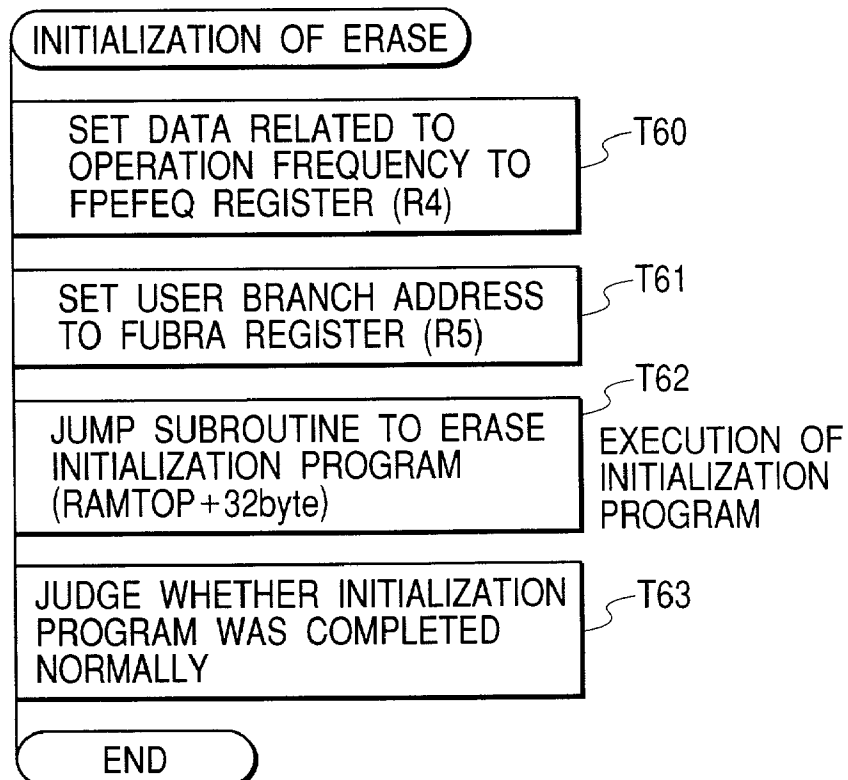 INITIALIZATION OF ERASE
SET DATA RELATED TO
OPERATION FREQUENCY TO
FPEFEQ REGISTER (R4)
T60
SET USER BRANCH ADDRESS
TO FUBRA REGISTER (R5)
T61
JUMP SUBROUTINE TO ERASE
INITIALIZATION PROGRAM
(RAMTOP+32byte)
T62
EXECUTION OF
INITIALIZATION
PROGRAM
JUDGE WHETHER INITIALIZATION
PROGRAM WAS COMPLETED
NORMALLY
T63
END